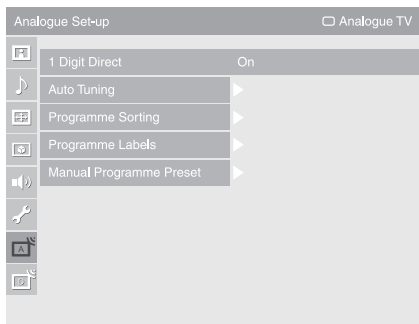 Analogue Set-up
Analogue TV
1 Digit Direct
On
Auto Tuning
Programme Sorting
Programme Labels
Manual Programme Preset
A